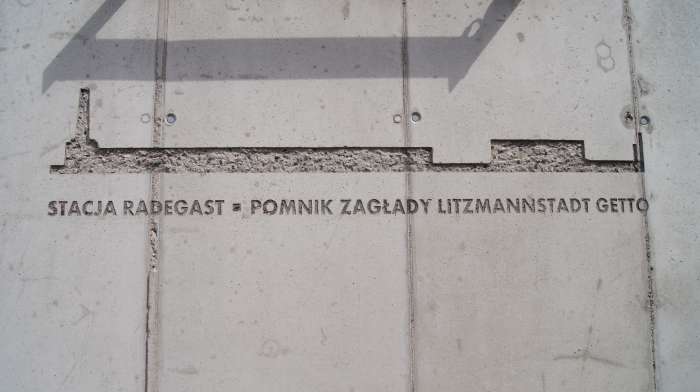 STACJA RADEGAST ▪ POMNIK ZAGŁADY LITZMANNSTADT GETTO